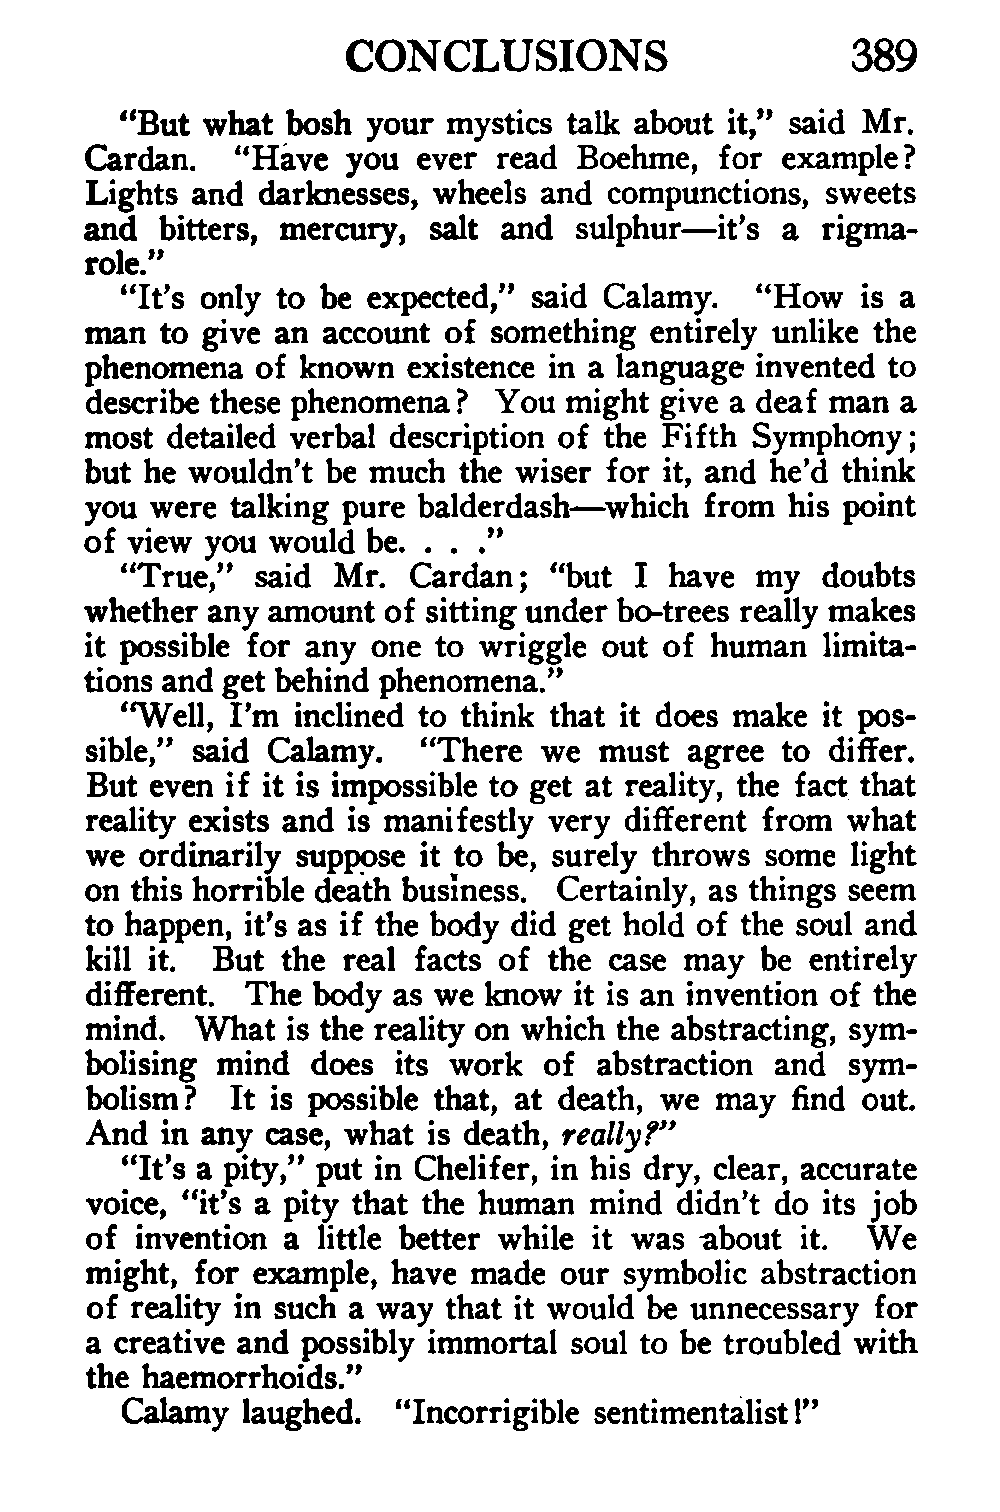 CONCLUSIONS 389
“But what bosh your mystics talk about it,” said Mr.
Cardan. “Have you ever read Boehme, for example?
Lights and darknesses, wheels and compunctions, sweets
and bitters, mercury, salt and sulphur—it’s a rigma-
role.”
“It’s only to be expected,” said Calamy. “How is a
man to give an account of something entirely unlike the
phenomena of known existence in a language invented to
describe these phenomena? You might give a deaf man a
most detailed verbal description of the Fifth Symphony;
but he wouldn’t be much the wiser for it, and he’d think
you were talking pure balderdash—which from his point
of view you would be. . . .”
“True,” said Mr. Cardan; “but I have my doubts
whether any amount of sitting under bo-trees really makes
it possible for any one to wriggle out of human limita-
tions and get behind phenomena.”
“Well, I’m inclined to think that it does make it pos-
sible,” said Calamy. “There we must agree to differ.
But even if it is impossible to get at reality, the fact that
reality exists and is manifestly very different from what
we ordinarily suppose it to be, surely throws some light
on this horrible death business. Certainly, as things seem
to happen, it’s as if the body did get hold of the soul and
kill it. But the real facts of the case may be entirely
different. The body as we know it is an invention of the
mind. What is the reality on which the abstracting, sym-
bolising mind does its work of abstraction and sym-
bolism? It is possible that, at death, we may find out.
And in any case, what is death, really?”
“It’s a pity,” put in Chelifer, in his dry, clear, accurate
voice, “it’s a pity that the human mind didn’t do its job
of invention a little better while it was about it. We
might, for example, have made our symbolic abstraction
of reality in such a way that it would be unnecessary for
a creative and possibly immortal soul to be troubled with
the haemorrhoids.”
Calamy laughed. “Incorrigible sentimentalist!”